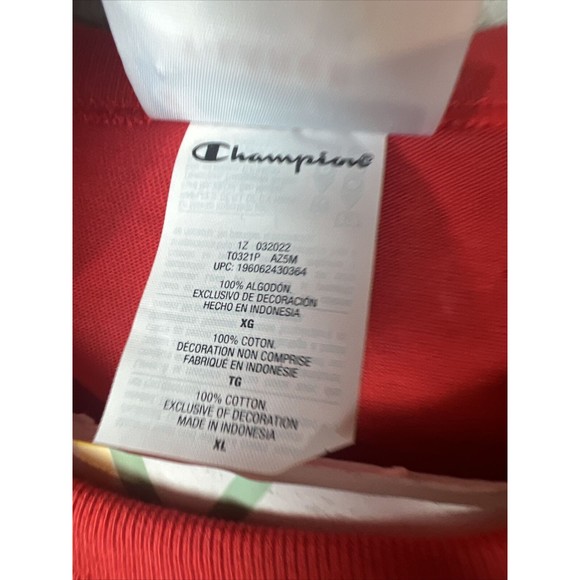 Champion
1Z 032022
T0321P AZ5M
UPC: 196062430364
100% ALGODÓN.
EXCLUSIVO DE DECORACIÓN
HECHO EN INDONESIA
XG
100% COTON.
DÉCORATION NON COMPRISE
FABRIQUÉ EN INDONÉSIE
TG
100% COTTON.
EXCLUSIVE OF DECORATION
MADE IN INDONESIA
XL